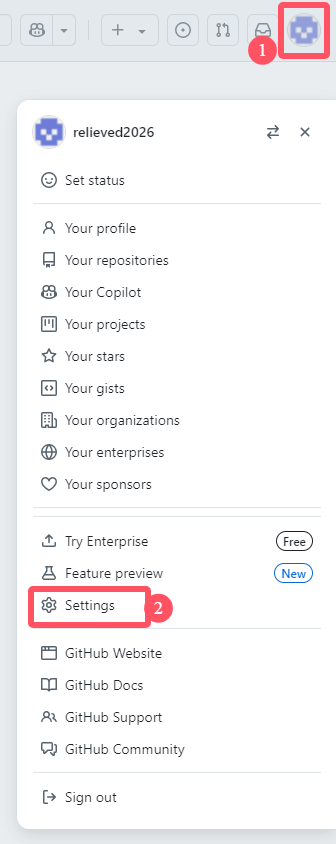 1
relieved2026
Set status
Your profile
Your repositories
Your Copilot
Your projects
Your stars
Your gists
Your organizations
Your enterprises
Your sponsors
Try Enterprise Free
Feature preview New
Settings 2
GitHub Website
GitHub Docs
GitHub Support
GitHub Community
Sign out